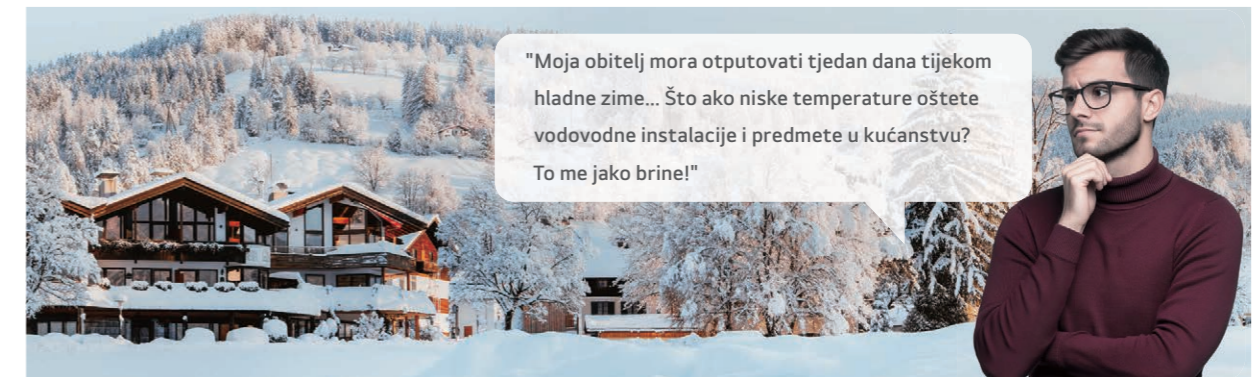 "Moja obitelj mora otputovati tjedan dana tijekom
hladne zime... Što ako niske temperature oštete
vodovodne instalacije i predmete u kućanstvu?
To me jako brine!"